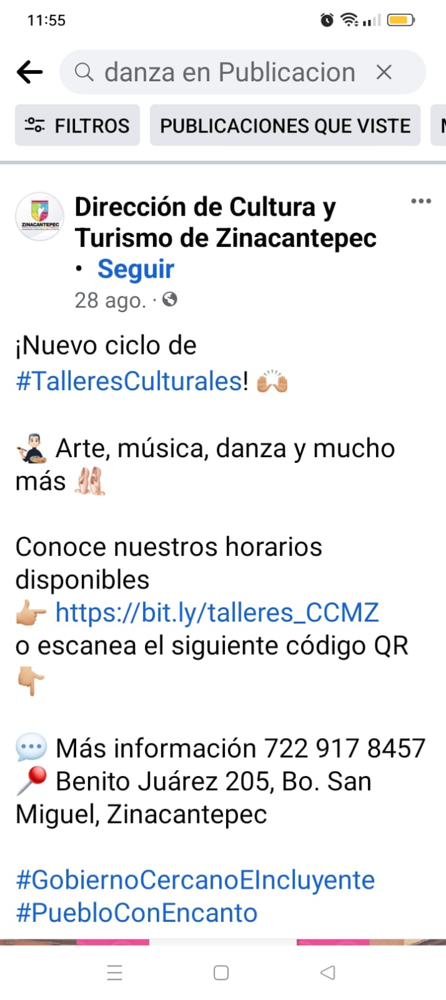 11:55
danza en Publicacion
FILTROS
PUBLICACIONES QUE VISTE
ZINACANTEPEC
Dirección de Cultura y
Turismo de Zinacantepec
• Seguir
28 ago. ·
¡Nuevo ciclo de
#TalleresCulturales! 🙌🏼
👨🏻‍🎨 Arte, música, danza y mucho
más 🩰
Conoce nuestros horarios
disponibles
👉🏼 https://bit.ly/talleres_CCMZ
o escanea el siguiente código QR
👇🏼
💬 Más información 722 917 8457
📍 Benito Juárez 205, Bo. San
Miguel, Zinacantepec
#GobiernoCercanoEIncluyente
#PuebloConEncanto